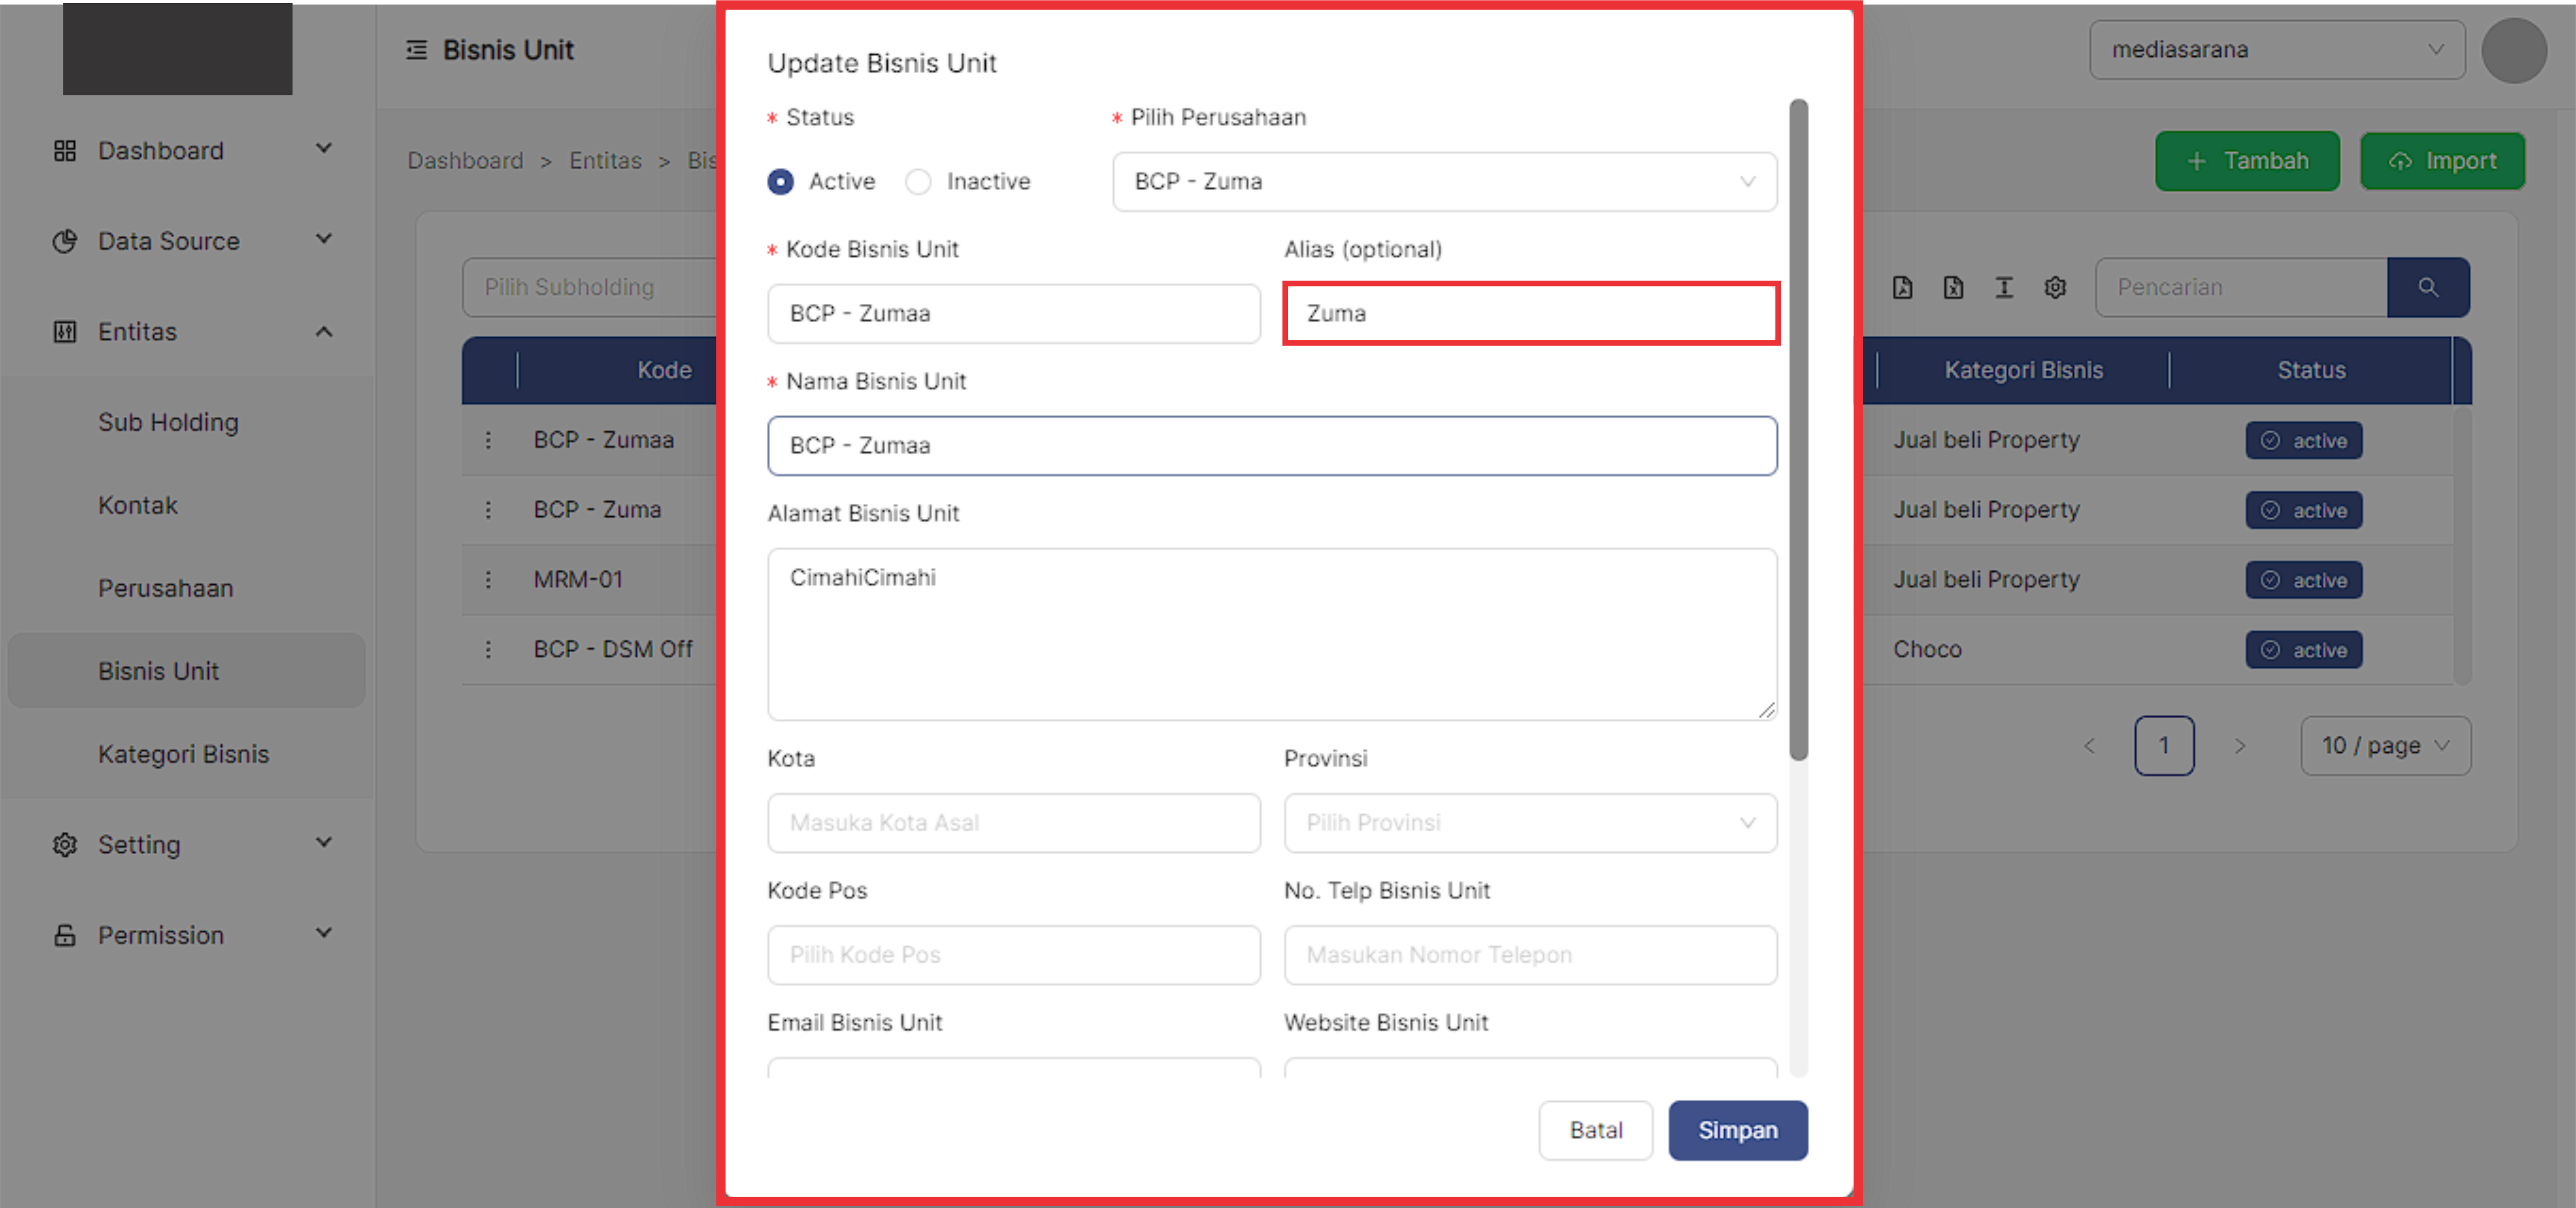 Bisnis Unit
mediasarana
Dashboard
Data Source
Entitas
Sub Holding
Kontak
Perusahaan
Bisnis Unit
Kategori Bisnis
Setting
Permission
Dashboard > Entitas >
+ Tambah
Import
Pilih Subholding
Pencarian
Kode
Kategori Bisnis
Status
BCP - Zumaa
Jual beli Property
active
BCP - Zuma
Jual beli Property
active
MRM-01
Jual beli Property
active
BCP - DSM Off
Choco
active
< 1 >
10 / page
Update Bisnis Unit
* Status
* Pilih Perusahaan
Active
Inactive
BCP - Zuma
* Kode Bisnis Unit
Alias (optional)
BCP - Zumaa
Zuma
* Nama Bisnis Unit
BCP - Zumaa
Alamat Bisnis Unit
CimahiCimahi
Kota
Provinsi
Masuka Kota Asal
Pilih Provinsi
Kode Pos
No. Telp Bisnis Unit
Pilih Kode Pos
Masukan Nomor Telepon
Email Bisnis Unit
Website Bisnis Unit
Batal
Simpan